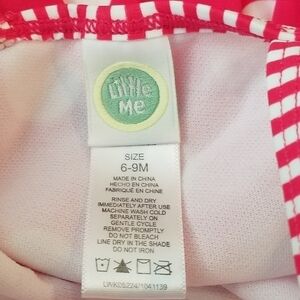 Little
Me
SIZE
6-9M
MADE IN CHINA
HECHO EN CHINA
FABRIQUÉ EN CHINE
RINSE AND DRY
IMMEDIATELY AFTER USE
MACHINE WASH COLD
SEPARATELY ON
GENTLE CYCLE
REMOVE PROMPTLY
DO NOT BLEACH
LINE DRY IN THE SHADE
DO NOT IRON